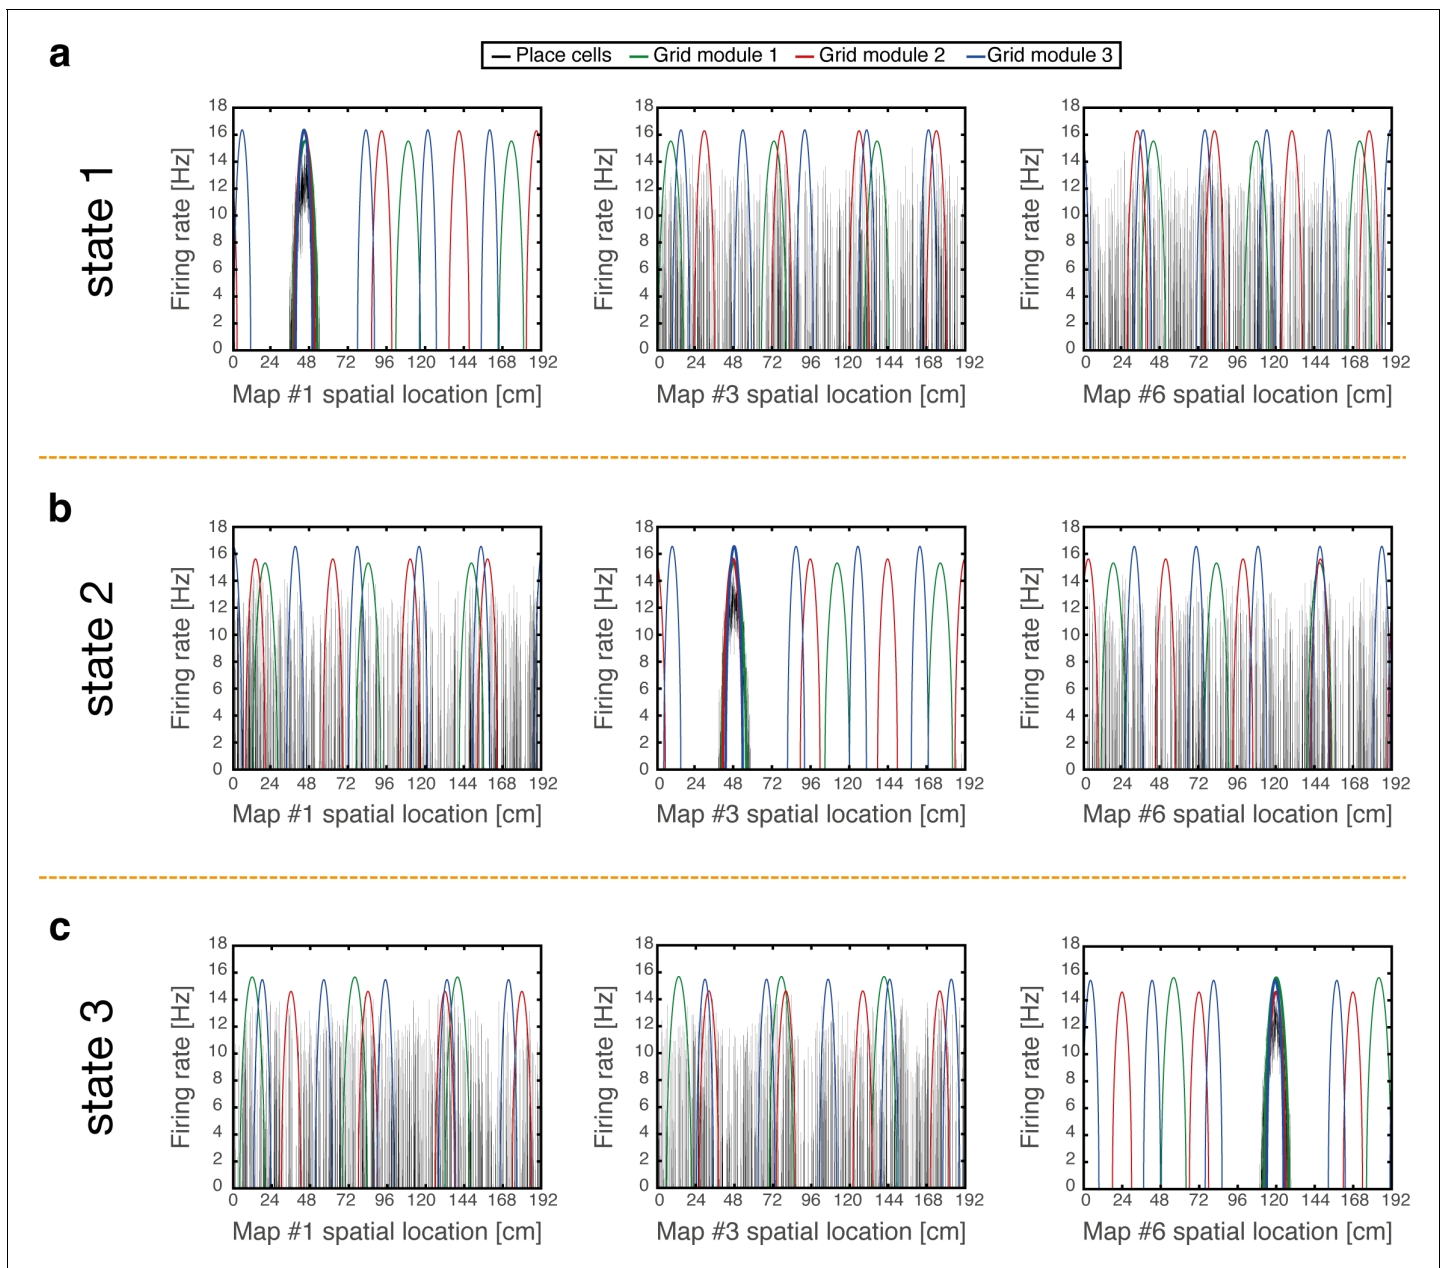 a
Place cells Grid module 1 Grid module 2 Grid module 3
state 1
Firing rate [Hz]
18
16
14
12
10
8
6
4
2
0
0 24 48 72 96 120 144 168 192
Map #1 spatial location [cm]
Firing rate [Hz]
18
16
14
12
10
8
6
4
2
0
0 24 48 72 96 120 144 168 192
Map #3 spatial location [cm]
Firing rate [Hz]
18
16
14
12
10
8
6
4
2
0
0 24 48 72 96 120 144 168 192
Map #6 spatial location [cm]
b
state 2
Firing rate [Hz]
18
16
14
12
10
8
6
4
2
0
0 24 48 72 96 120 144 168 192
Map #1 spatial location [cm]
Firing rate [Hz]
18
16
14
12
10
8
6
4
2
0
0 24 48 72 96 120 144 168 192
Map #3 spatial location [cm]
Firing rate [Hz]
18
16
14
12
10
8
6
4
2
0
0 24 48 72 96 120 144 168 192
Map #6 spatial location [cm]
c
state 3
Firing rate [Hz]
18
16
14
12
10
8
6
4
2
0
0 24 48 72 96 120 144 168 192
Map #1 spatial location [cm]
Firing rate [Hz]
18
16
14
12
10
8
6
4
2
0
0 24 48 72 96 120 144 168 192
Map #3 spatial location [cm]
Firing rate [Hz]
18
16
14
12
10
8
6
4
2
0
0 24 48 72 96 120 144 168 192
Map #6 spatial location [cm]